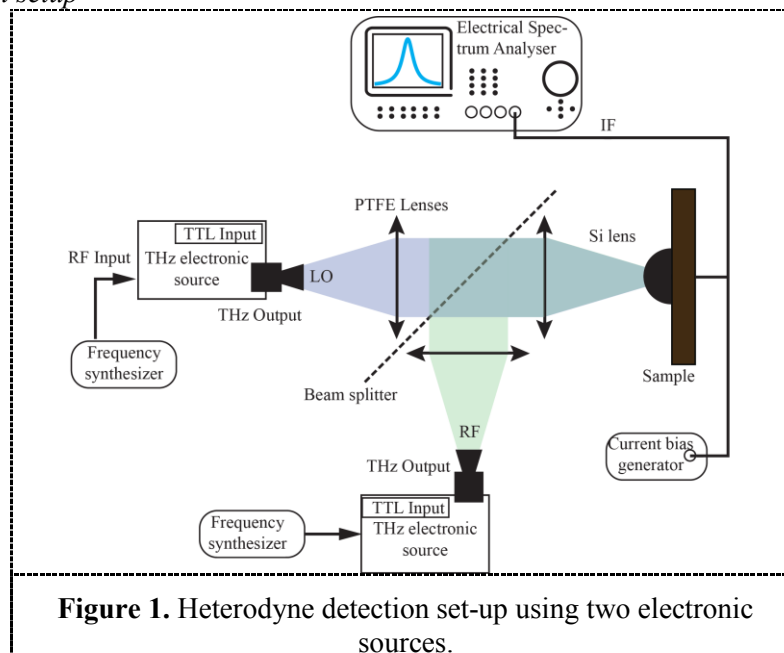 setup
Electrical Spec-
trum Analyser
IF
PTFE Lenses
Si lens
TTL Input
THz electronic
source
RF Input
LO
THz Output
Frequency
synthesizer
Beam splitter
Sample
RF
THz Output
Current bias
generator
TTL Input
THz electronic
source
Frequency
synthesizer
Figure 1. Heterodyne detection set-up using two electronic
sources.